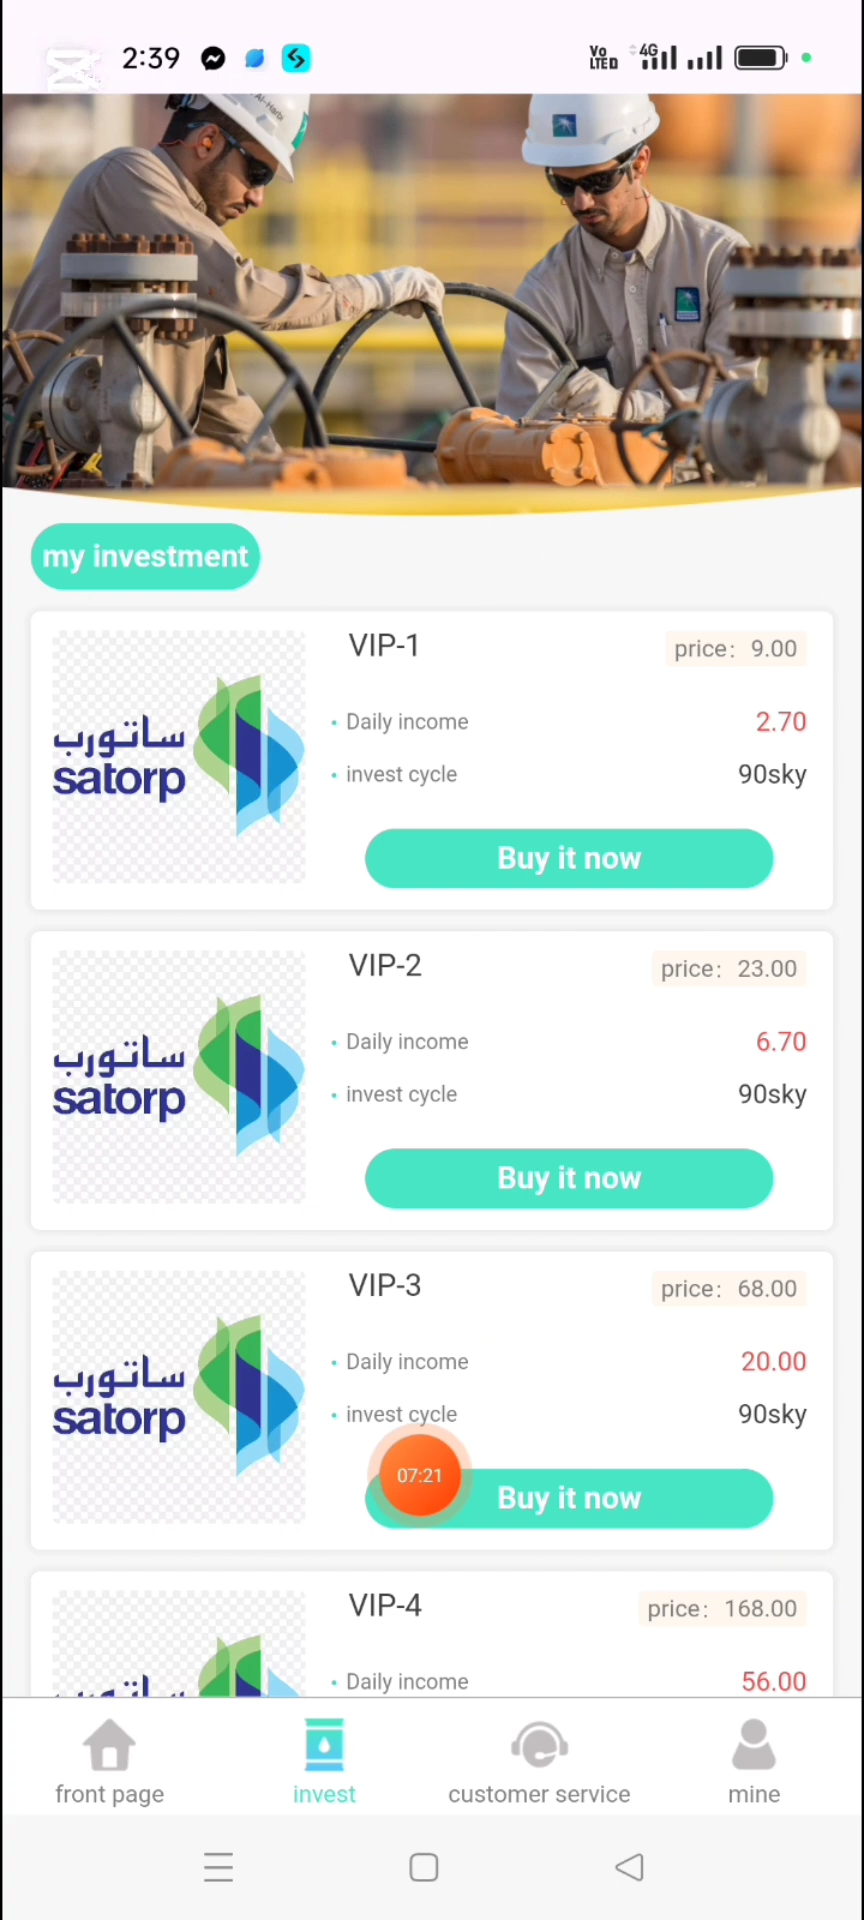 2:39
Vo LTE D 4G
Al-Harbi
my investment
ساتورب
satorp
VIP-1
price: 9.00
Daily income 2.70
invest cycle 90sky
Buy it now
ساتورب
satorp
VIP-2
price: 23.00
Daily income 6.70
invest cycle 90sky
Buy it now
ساتورب
satorp
VIP-3
price: 68.00
Daily income 20.00
invest cycle 90sky
07:21
Buy it now
VIP-4
price: 168.00
Daily income 56.00
front page
invest
customer service
mine